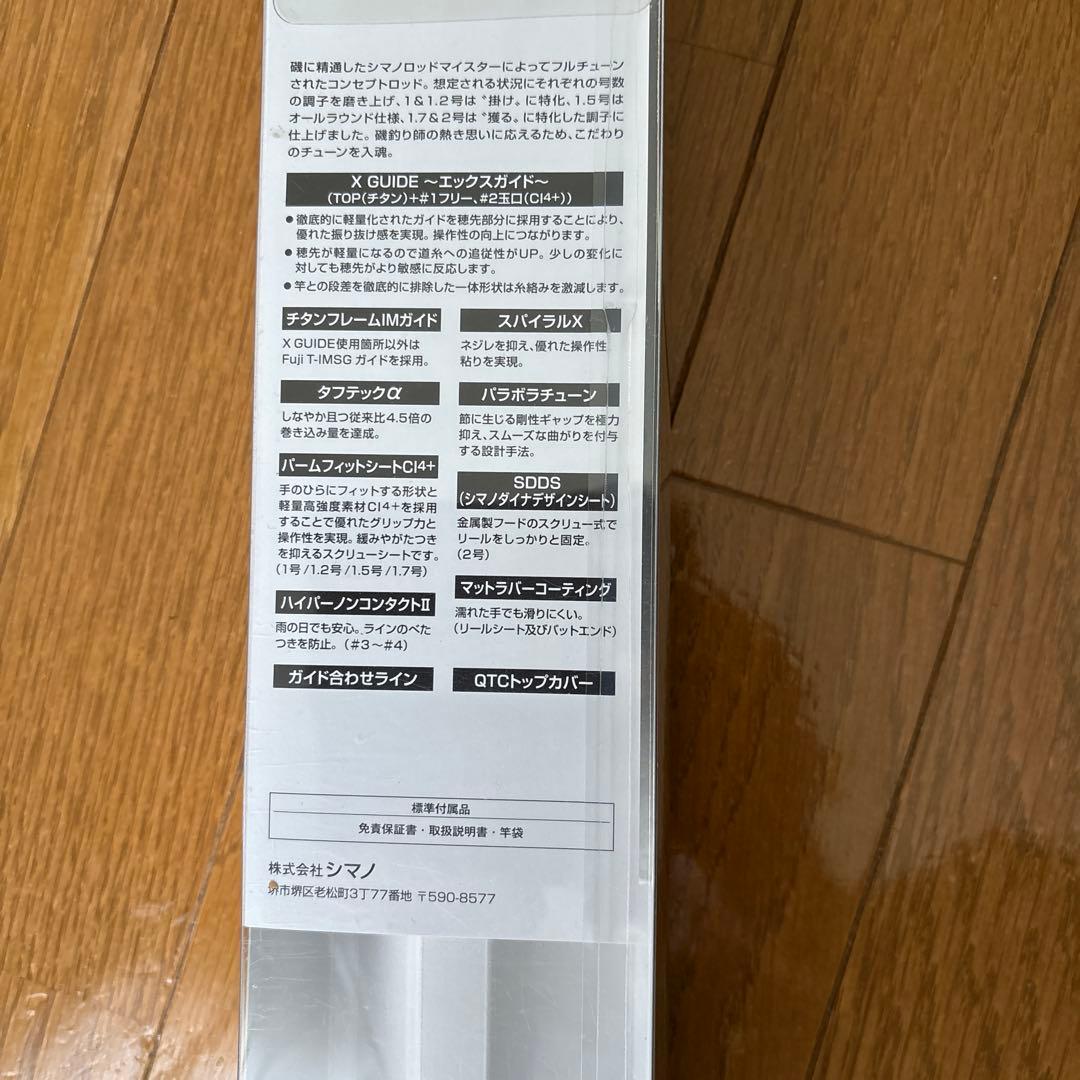 磯に精通したシマノロッドマイスターによってフルチューン
されたコンセプトロッド。想定される状況にそれぞれの号数
の調子を磨き上げ、1&1.2号は〝掛け〟に特化、1.5号は
オールラウンド仕様、1.7&2号は〝獲る〟に特化した調子に
仕上げました。磯釣り師の熱き思いに応えるため、こだわり
のチューンを入魂。
X GUIDE ～エックスガイド～
(TOP(チタン)+#1フリー、#2玉口(CI4+))
●徹底的に軽量化されたガイドを穂先部分に採用することにより、
優れた振り抜け感を実現。操作性の向上につながります。
●穂先が軽量になるので道糸への追従性がUP。少しの変化に
対しても穂先がより敏感に反応します。
●竿との段差を徹底的に排除した一体形状は糸絡みを激減します。
チタンフレームIMガイド
X GUIDE使用箇所以外は
Fuji T-IMSG ガイドを採用。
タフテックα
しなやか且つ従来比4.5倍の
巻き込み量を達成。
パームフィットシートCI4+
手のひらにフィットする形状と
軽量高強度素材CI4+を採用
することで優れたグリップ力と
操作性を実現。緩みやがたつき
を抑えるスクリューシートです。
(1号/1.2号/1.5号/1.7号)
ハイパーノンコンタクトⅡ
雨の日でも安心。ラインのべた
つきを防止。(#3～#4)
ガイド合わせライン
スパイラルX
ネジレを抑え、優れた操作性
粘りを実現。
パラボラチューン
節に生じる剛性ギャップを極力
抑え、スムーズな曲がりを付与
する設計手法。
SDDS
(シマノダイナデザインシート)
金属製フードのスクリュー式で
リールをしっかりと固定。
(2号)
マットラバーコーティング
濡れた手でも滑りにくい。
(リールシート及びバットエンド)
QTCトップカバー
標準付属品
免責保証書・取扱説明書・竿袋
株式会社シマノ
堺市堺区老松町3丁77番地 〒590-8577